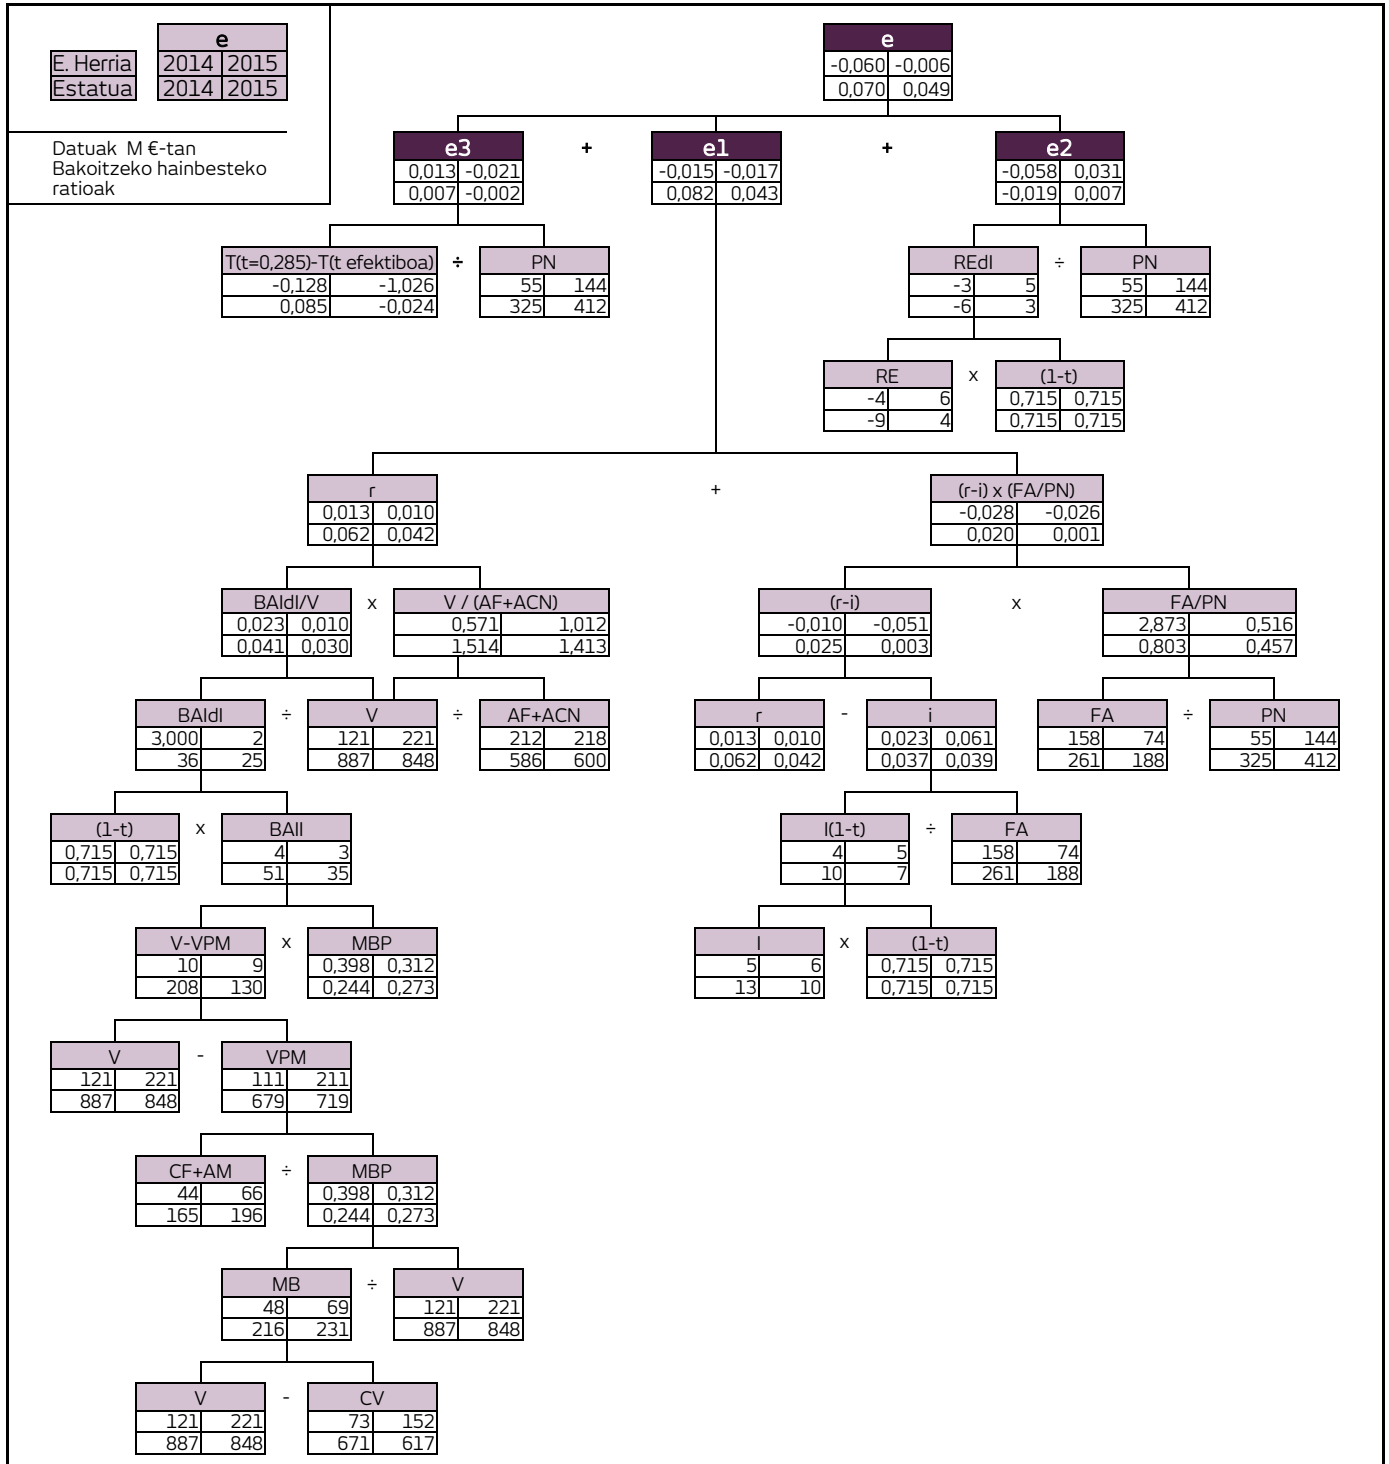 e
E. Herria 2014 2015
Estatua 2014 2015
Datuak M €-tan
Bakoitzeko hainbesteko
ratioak
e
-0,060 -0,006
0,070 0,049
e3 + e1 + e2
0,013 -0,021 -0,015 -0,017 -0,058 0,031
0,007 -0,002 0,082 0,043 -0,019 0,007
T(t=0,285)-T(t efektiboa) ÷ PN REdI ÷ PN
-0,128 -1,026 55 144 -3 5 55 144
0,085 -0,024 325 412 -6 3 325 412
RE x (1-t)
-4 6 0,715 0,715
-9 4 0,715 0,715
r + (r-i) x (FA/PN)
0,013 0,010 -0,028 -0,026
0,062 0,042 0,020 0,001
BAIdI/V x V / (AF+ACN) (r-i) x FA/PN
0,023 0,010 0,571 1,012 -0,010 -0,051 2,873 0,516
0,041 0,030 1,514 1,413 0,025 0,003 0,803 0,457
BAIdI ÷ V ÷ AF+ACN r - i FA ÷ PN
3,000 2 121 221 212 218 0,013 0,010 0,023 0,061 158 74 55 144
36 25 887 848 586 600 0,062 0,042 0,037 0,039 261 188 325 412
(1-t) x BAII I(1-t) ÷ FA
0,715 0,715 4 3 4 5 158 74
0,715 0,715 51 35 10 7 261 188
V-VPM x MBP I x (1-t)
10 9 0,398 0,312 5 6 0,715 0,715
208 130 0,244 0,273 13 10 0,715 0,715
V - VPM
121 221 111 211
887 848 679 719
CF+AM ÷ MBP
44 66 0,398 0,312
165 196 0,244 0,273
MB ÷ V
48 69 121 221
216 231 887 848
V - CV
121 221 73 152
887 848 671 617